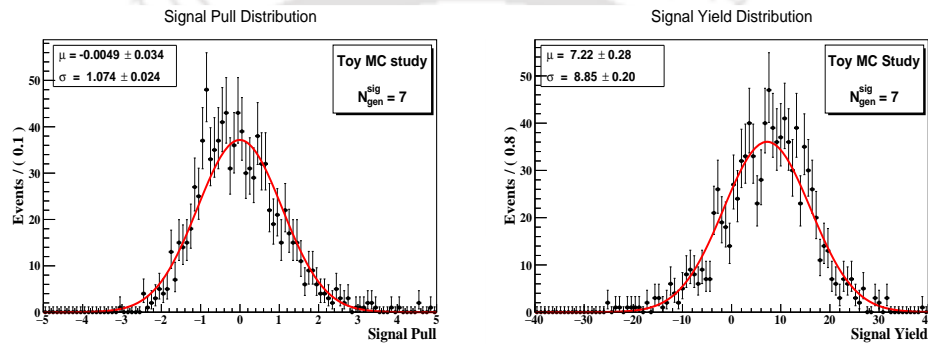 Signal Pull Distribution
μ = -0.0049 ± 0.034
σ = 1.074 ± 0.024
Toy MC study
N sig gen = 7
Events / ( 0.1 )
50
40
30
20
10
0
−5 −4 −3 −2 −1 0 1 2 3 4 5
Signal Pull
Signal Yield Distribution
μ = 7.22 ± 0.28
σ = 8.85 ± 0.20
Toy MC Study
N sig gen = 7
Events / ( 0.8 )
50
40
30
20
10
0
−40 −30 −20 −10 0 10 20 30 40
Signal Yield